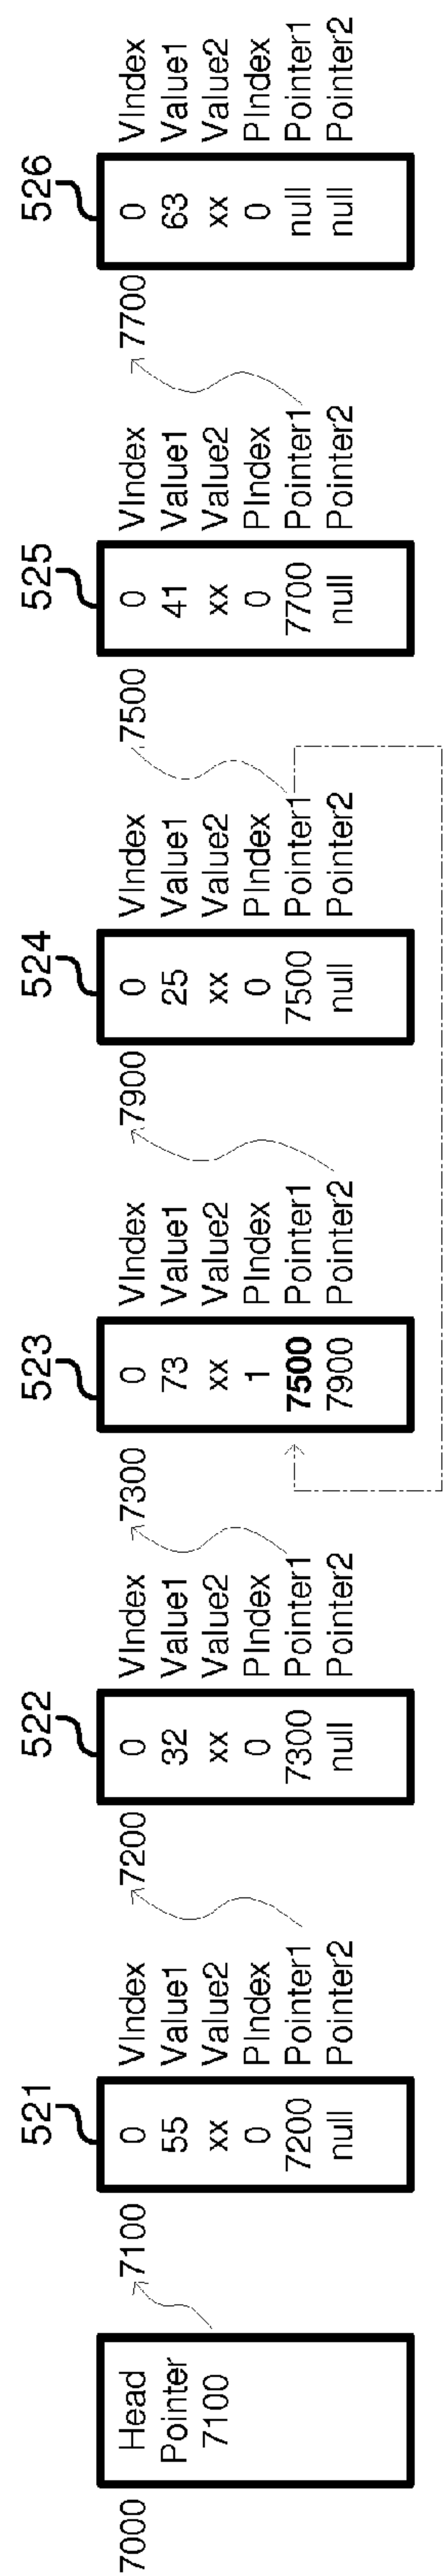 7000
Head
Pointer
7100
7100
521
0
55
xx
0
7200
null
VIndex
Value1
Value2
PIndex
Pointer1
Pointer2
7200
522
0
32
xx
0
7300
null
VIndex
Value1
Value2
PIndex
Pointer1
Pointer2
7300
523
0
73
xx
1
7500
7900
VIndex
Value1
Value2
PIndex
Pointer1
Pointer2
7900
524
0
25
xx
0
7500
null
VIndex
Value1
Value2
PIndex
Pointer1
Pointer2
7500
525
0
41
xx
0
7700
null
VIndex
Value1
Value2
PIndex
Pointer1
Pointer2
7700
526
0
63
xx
0
null
null
VIndex
Value1
Value2
PIndex
Pointer1
Pointer2